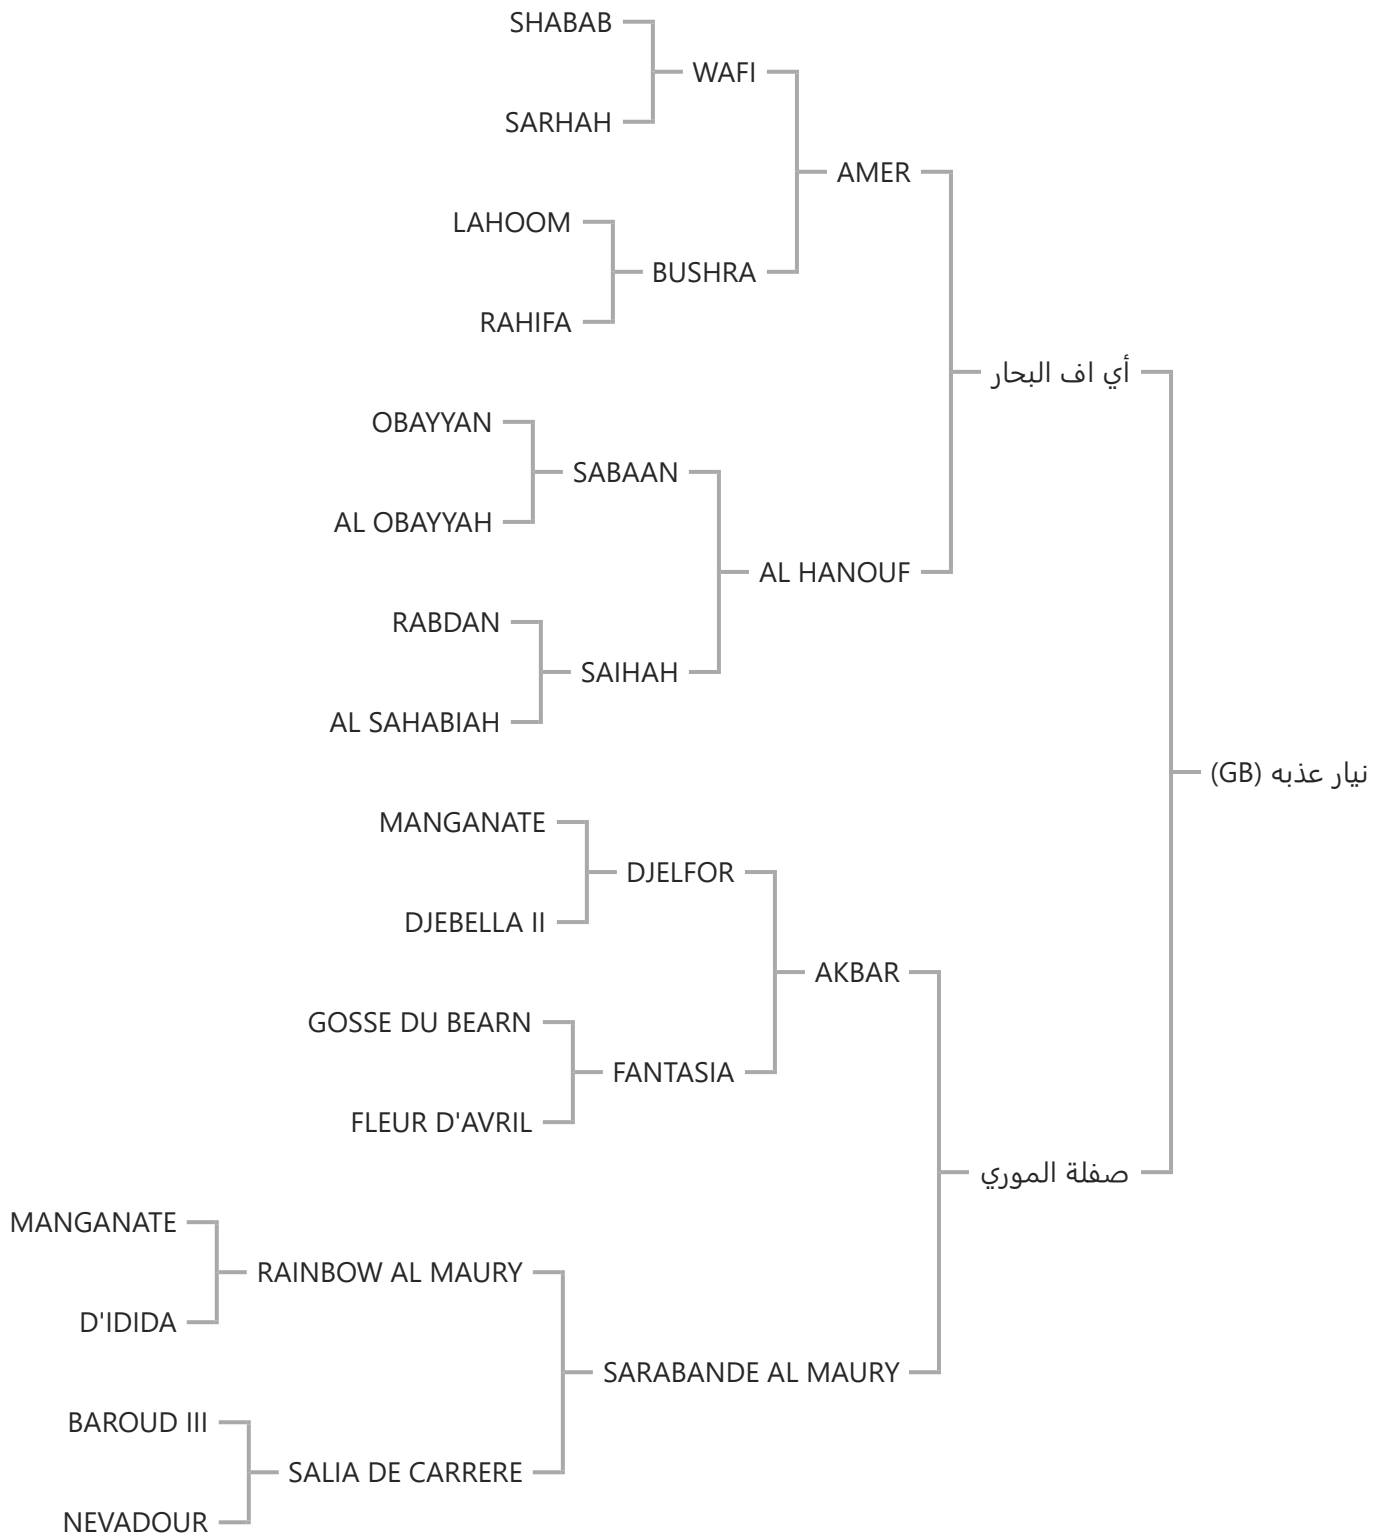 SHABAB
WAFI
SARHAH
AMER
LAHOOM
BUSHRA
RAHIFA
أي اف البحار
OBAYYAN
SABAAN
AL OBAYYAH
AL HANOUF
RABDAN
SAIHAH
AL SAHABIAH
نيار عذبه (GB)
MANGANATE
DJELFOR
DJEBELLA II
AKBAR
GOSSE DU BEARN
FANTASIA
FLEUR D'AVRIL
صفلة الموري
MANGANATE
RAINBOW AL MAURY
D'IDIDA
SARABANDE AL MAURY
BAROUD III
SALIA DE CARRERE
NEVADOUR